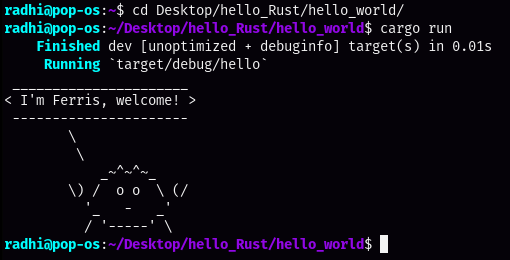 radhi@pop-os:~$ cd Desktop/hello_Rust/hello_world/
radhi@pop-os:~/Desktop/hello_Rust/hello_world$ cargo run
    Finished dev [unoptimized + debuginfo] target(s) in 0.01s
     Running `target/debug/hello`
 ______________________
< I'm Ferris, welcome! >
 ----------------------
        \
         \
            _~^~^~_
        \) /  o o  \ (/
          '_   -   _'
          / '-----' \
radhi@pop-os:~/Desktop/hello_Rust/hello_world$